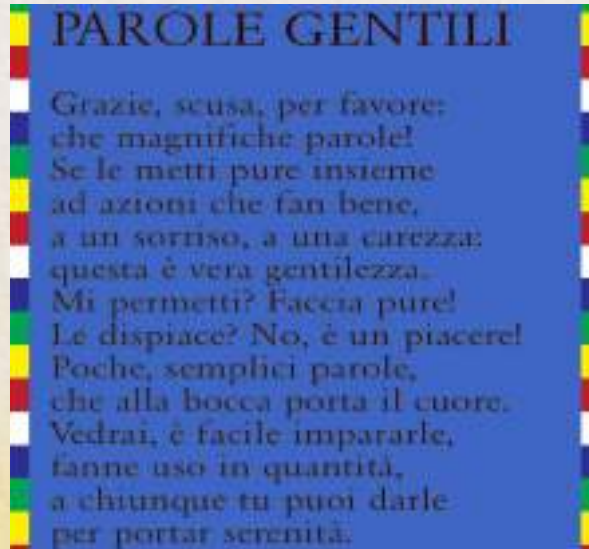 PAROLE GENTILI
Grazie, scusa, per favore:
che magnifiche parole!
Se le metti pure insieme
ad azioni che fan bene,
a un sorriso, a una carezza:
questa è vera gentilezza.
Mi permetti? Faccia pure!
Le dispiace? No, è un piacere!
Poche, semplici parole,
che alla bocca porta il cuore.
Vedrai, è facile impararle,
fanne uso in quantità,
a chiunque tu puoi darle
per portar serenità.